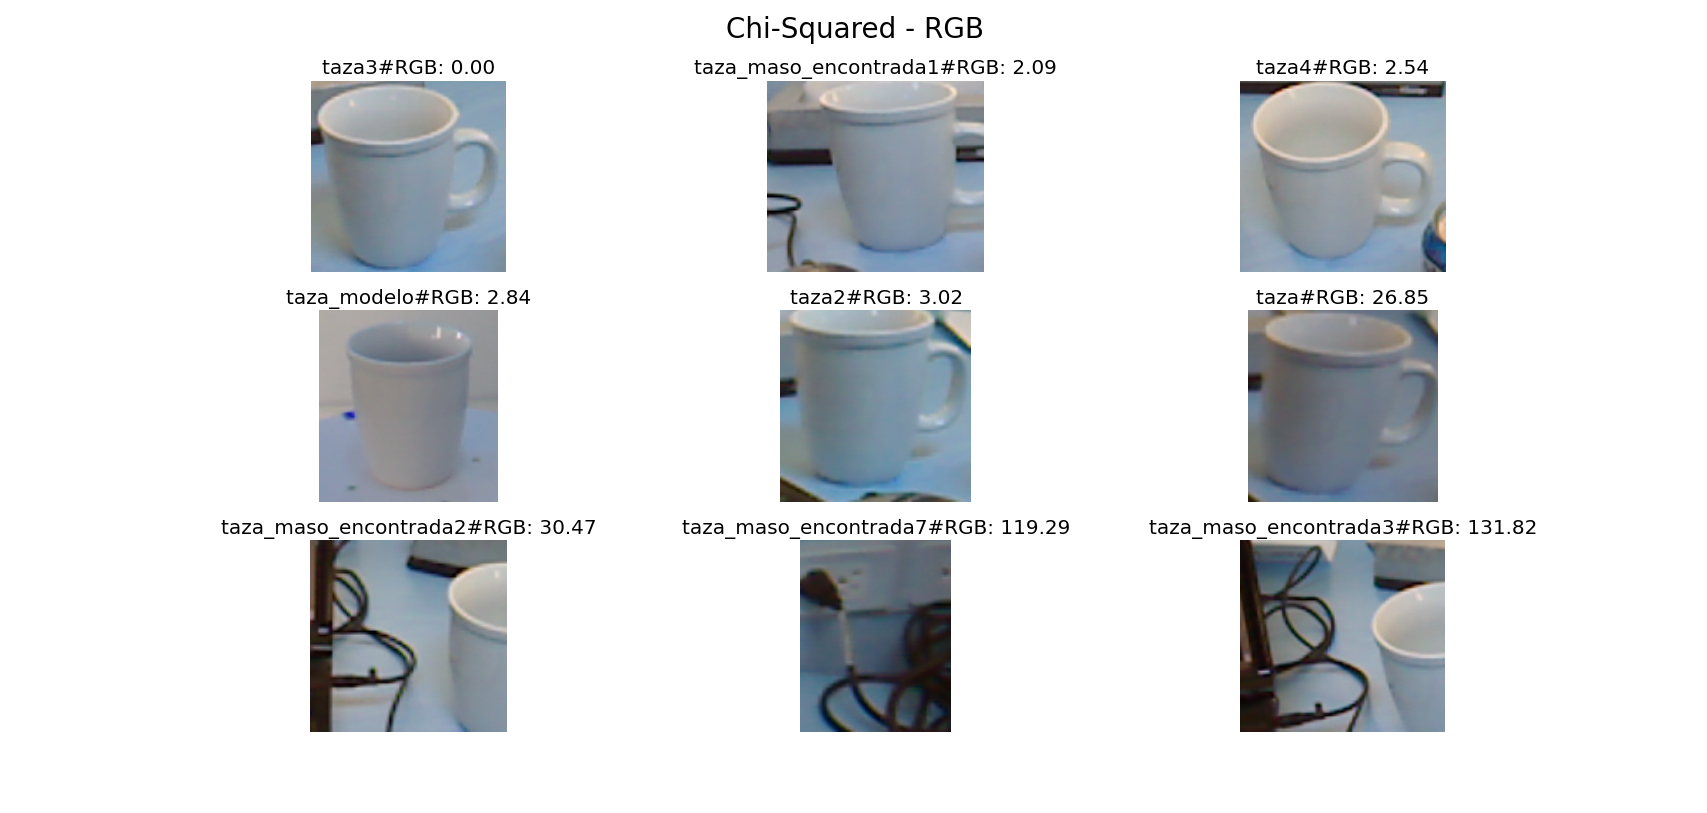 Chi-Squared - RGB
taza3#RGB: 0.00
taza_maso_encontrada1#RGB: 2.09
taza4#RGB: 2.54
taza_modelo#RGB: 2.84
taza2#RGB: 3.02
taza#RGB: 26.85
taza_maso_encontrada2#RGB: 30.47
taza_maso_encontrada7#RGB: 119.29
taza_maso_encontrada3#RGB: 131.82